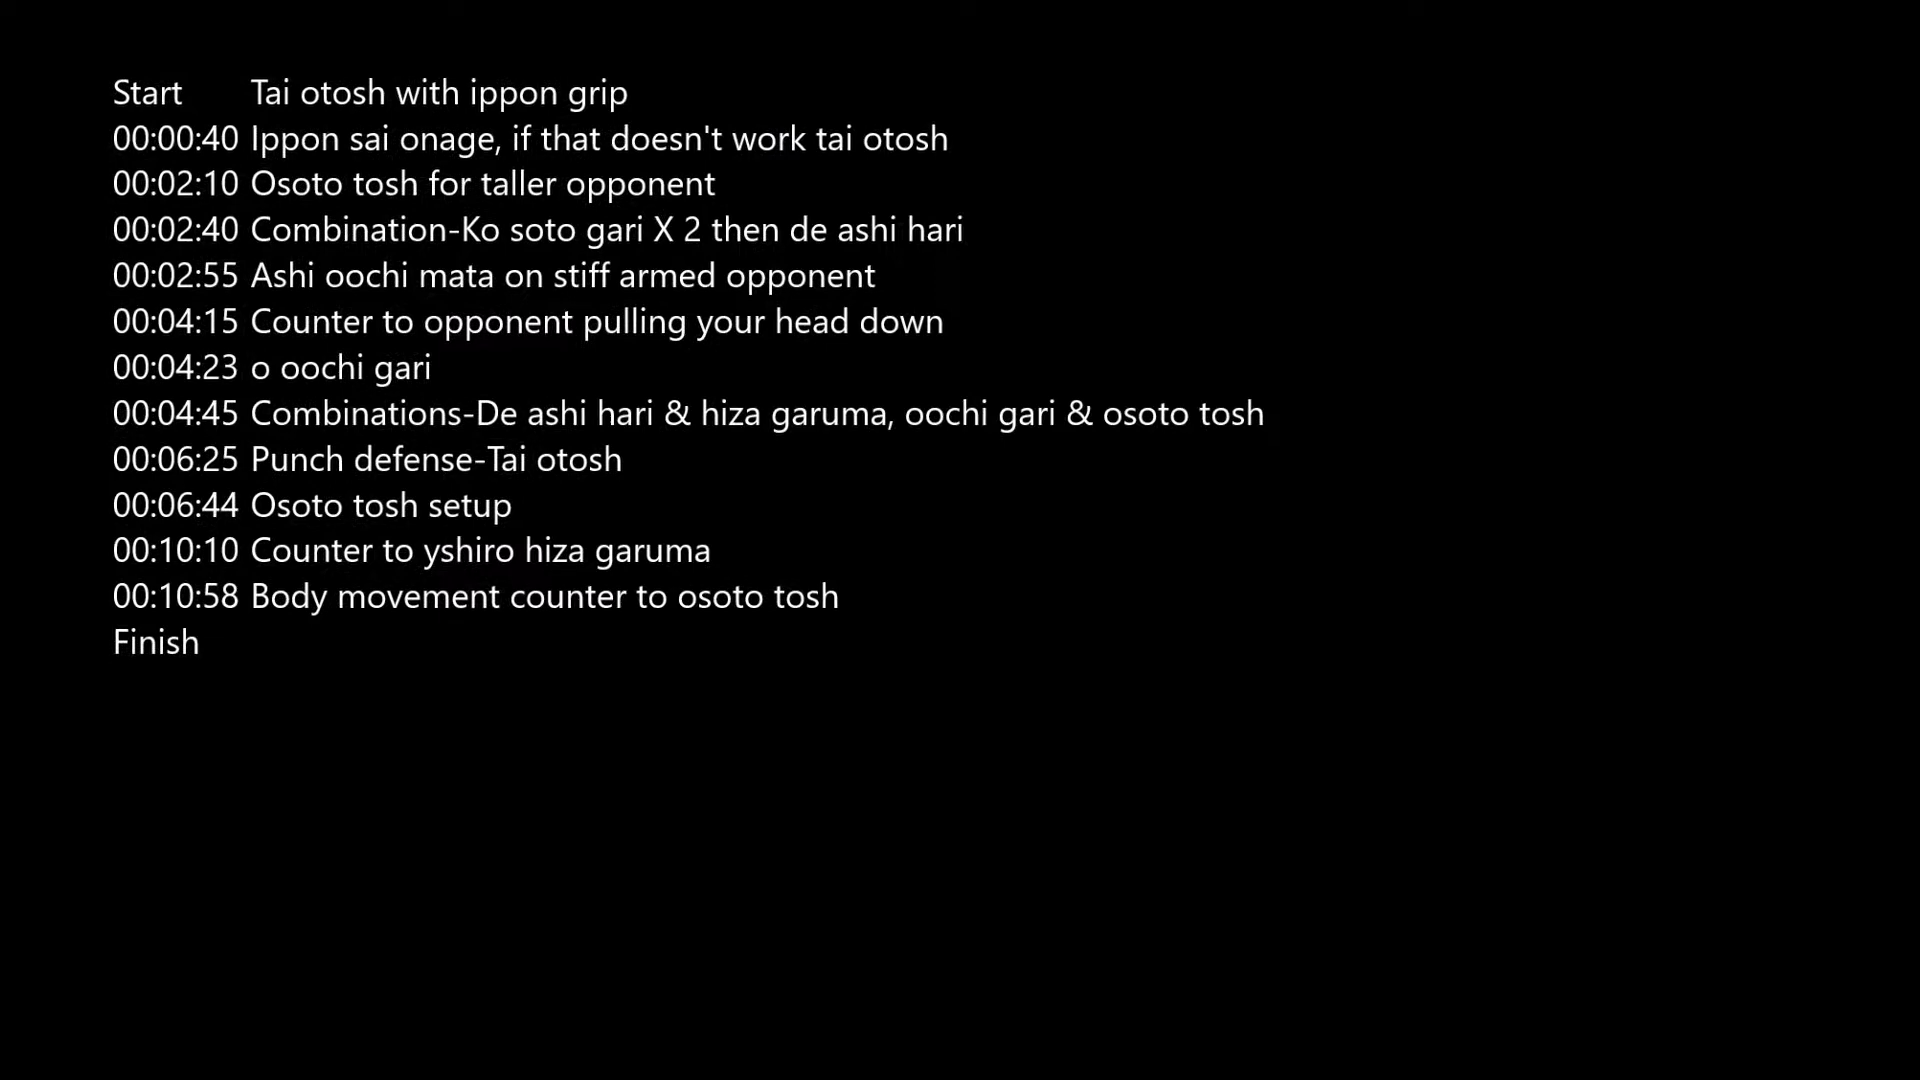 Start Tai otosh with ippon grip
00:00:40 Ippon sai onage, if that doesn't work tai otosh
00:02:10 Osoto tosh for taller opponent
00:02:40 Combination-Ko soto gari X 2 then de ashi hari
00:02:55 Ashi oochi mata on stiff armed opponent
00:04:15 Counter to opponent pulling your head down
00:04:23 o oochi gari
00:04:45 Combinations-De ashi hari & hiza garuma, oochi gari & osoto tosh
00:06:25 Punch defense-Tai otosh
00:06:44 Osoto tosh setup
00:10:10 Counter to yshiro hiza garuma
00:10:58 Body movement counter to osoto tosh
Finish